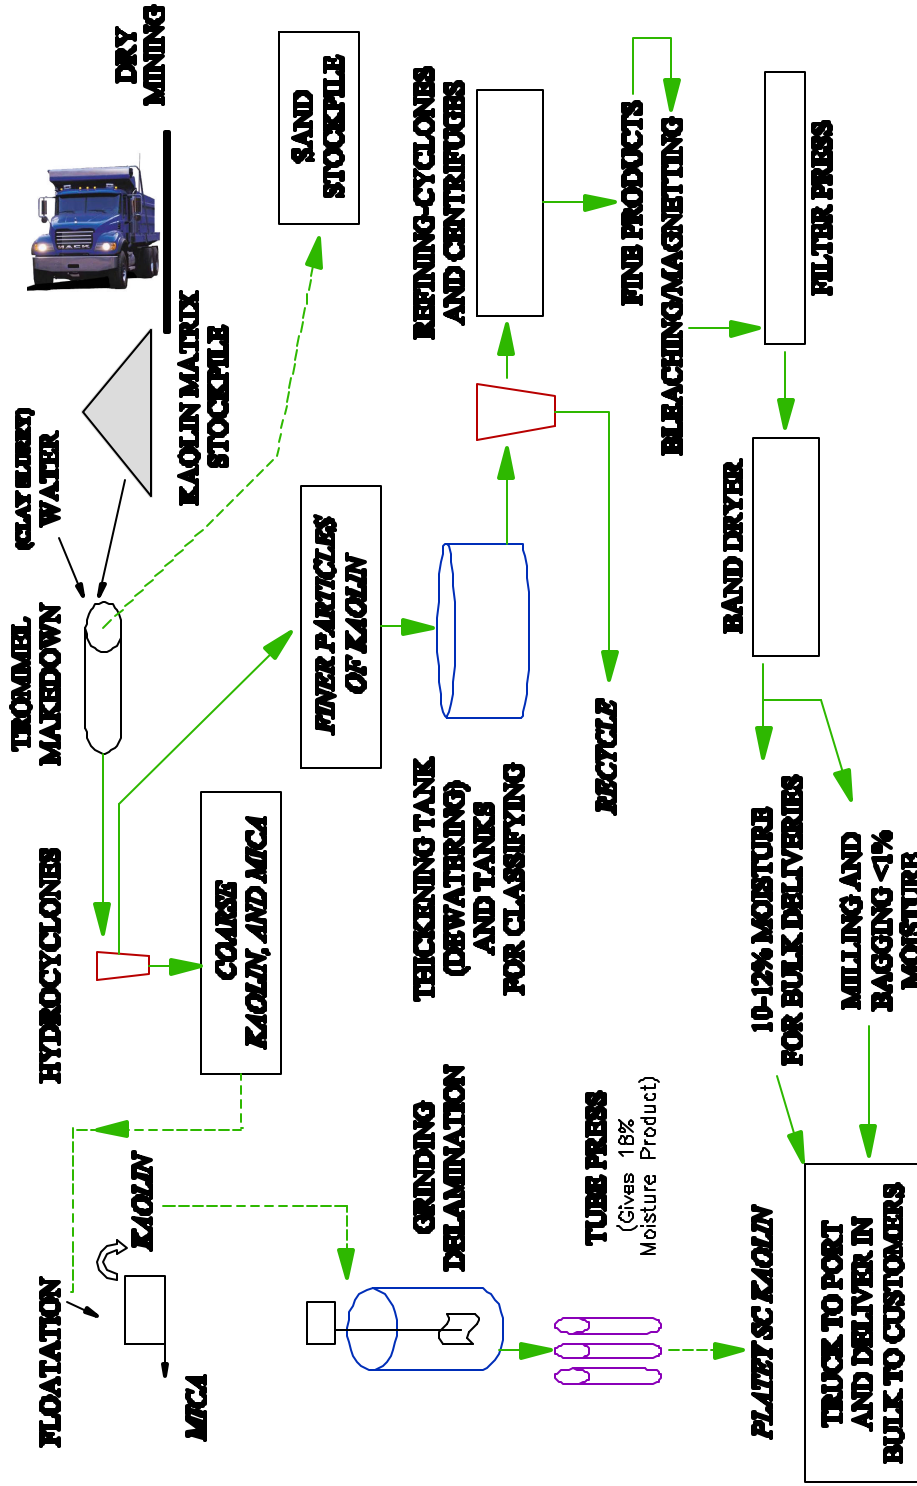 DRY
MINING
(CLAY SLURRY)
WATER
KAOLIN MATRIX
STOCKPILE
TROMMEL
MAKEDOWN
SAND
STOCKPILE
HYDROCYCLONES
COARSE
KAOLIN, AND MICA
FINER PARTICLES
OF KAOLIN
FLOATATION
KAOLIN
MICA
GRINDING
DELAMINATION
THICKENING TANK
(DEWATERING)
AND TANKS
FOR CLASSIFYING
REFINING-CYCLONES
AND CENTRIFUGES
RECYCLE
FINE PRODUCTS
BLEACHING/MAGNETTING
TUBE PRESS
(Gives 18%
Moisture Product)
FILTER PRESS
BAND DRYER
10-12% MOISTURE
FOR BULK DELIVERIES
MILLING AND
BAGGING <1%
MOISTURE
PLATEY SC KAOLIN
TRUCK TO PORT
AND DELIVER IN
BULK TO CUSTOMERS
MACK